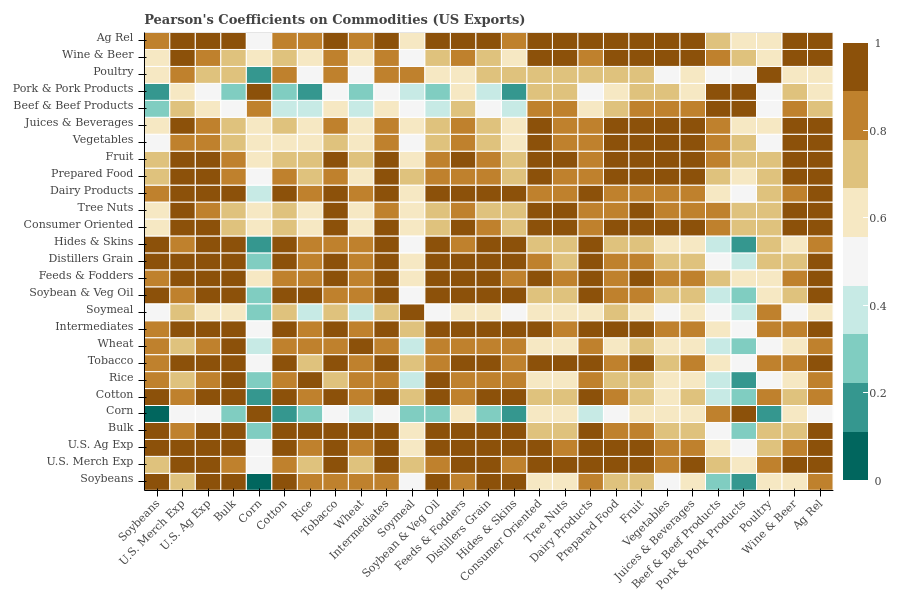 Pearson's Coefficients on Commodities (US Exports)
Ag Rel
Wine & Beer
Poultry
Pork & Pork Products
Beef & Beef Products
Juices & Beverages
Vegetables
Fruit
Prepared Food
Dairy Products
Tree Nuts
Consumer Oriented
Hides & Skins
Distillers Grain
Feeds & Fodders
Soybean & Veg Oil
Soymeal
Intermediates
Wheat
Tobacco
Rice
Cotton
Corn
Bulk
U.S. Ag Exp
U.S. Merch Exp
Soybeans
Soybeans
U.S. Merch Exp
U.S. Ag Exp
Bulk
Corn
Cotton
Rice
Tobacco
Wheat
Intermediates
Soymeal
Soybean & Veg Oil
Feeds & Fodders
Distillers Grain
Hides & Skins
Consumer Oriented
Tree Nuts
Dairy Products
Prepared Food
Fruit
Vegetables
Juices & Beverages
Beef & Beef Products
Pork & Pork Products
Poultry
Wine & Beer
Ag Rel
1
0.8
0.6
0.4
0.2
0